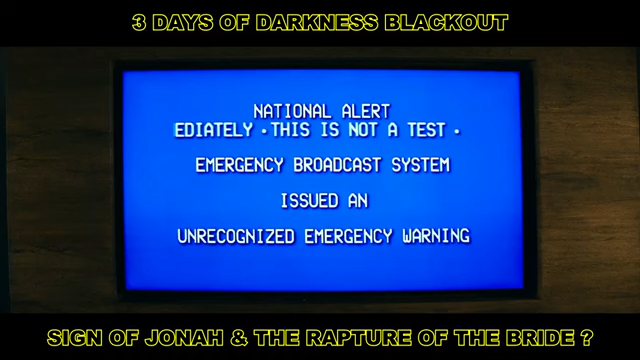 3 DAYS OF DARKNESS BLACKOUT
NATIONAL ALERT
EDIATELY • THIS IS NOT A TEST •
EMERGENCY BROADCAST SYSTEM
ISSUED AN
UNRECOGNIZED EMERGENCY WARNING
SIGN OF JONAH & THE RAPTURE OF THE BRIDE ?